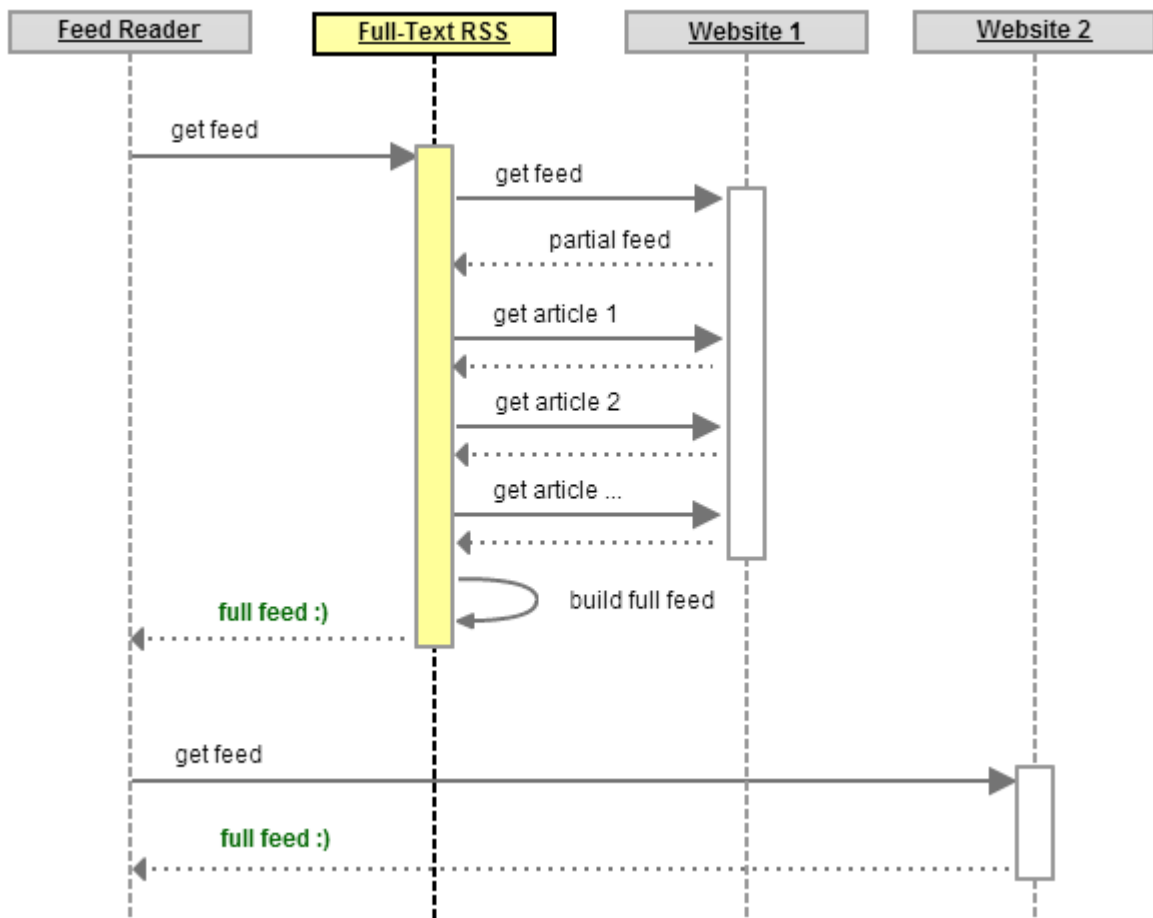 Feed Reader
Full-Text RSS
Website 1
Website 2
get feed
get feed
partial feed
get article 1
get article 2
get article ...
build full feed
full feed :)
get feed
full feed :)